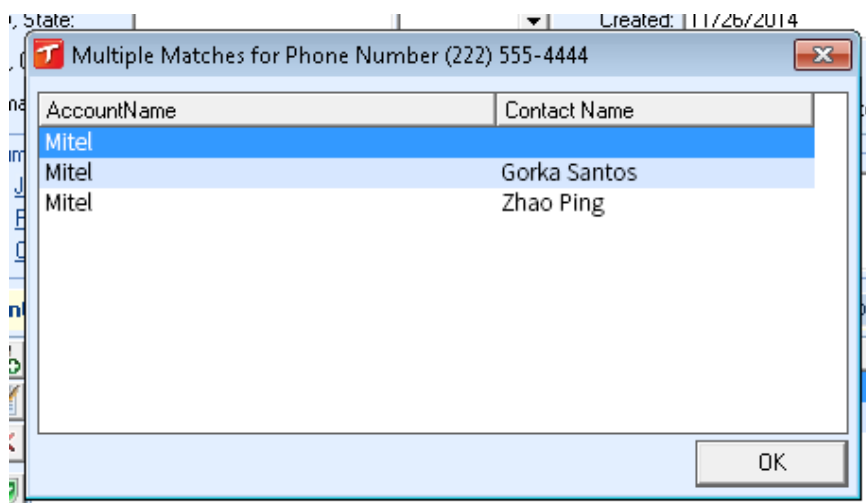 State:
Created: 11/26/2014
Multiple Matches for Phone Number (222) 555-4444
AccountName Contact Name
Mitel
Mitel Gorka Santos
Mitel Zhao Ping
OK